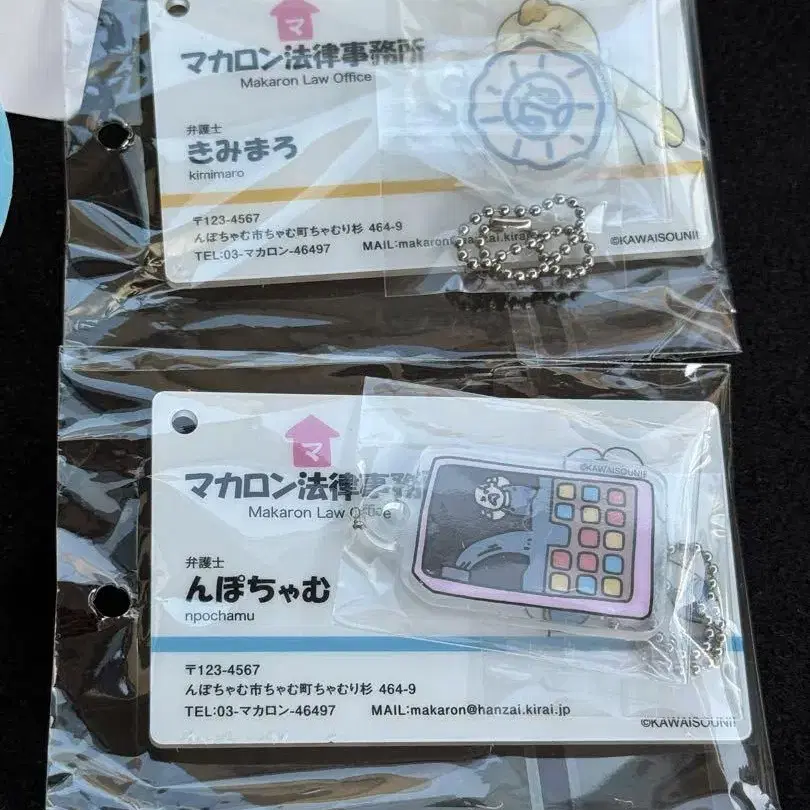 マ
マカロン法律事務所
Makaron Law Office
弁護士
きみまろ
kimimaro
〒123-4567
んぽちゃむ市ちゃむ町ちゃむり杉 464-9
TEL:03-マカロン-46497 MAIL:makaron
©KAWAISOUNI
マ
マカロン法律事務
Makaron Law Office
©KAWAISOUNI
弁護士
んぽちゃむ
npochamu
〒123-4567
んぽちゃむ市ちゃむ町ちゃむり杉 464-9
TEL:03-マカロン-46497 MAIL:makaron@hanzai.kirai.jp
©KAWAISOUNI